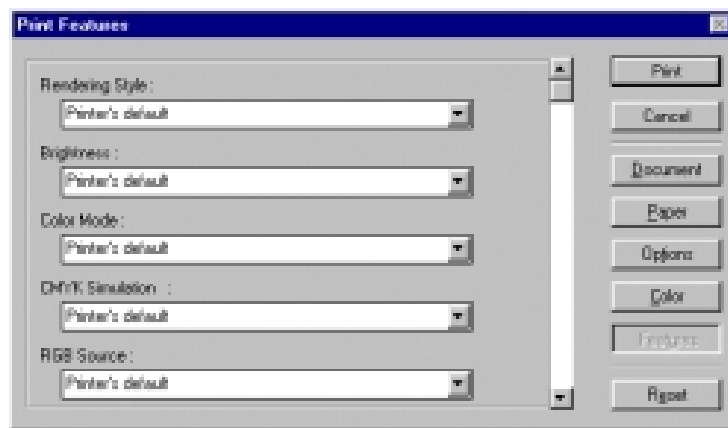 Print Features
Rendering Style :
Printer's default
Brightness :
Printer's default
Color Mode :
Printer's default
CMYK Simulation :
Printer's default
RGB Source :
Printer's default
Print
Cancel
Document
Paper
Options
Color
Features
Reset